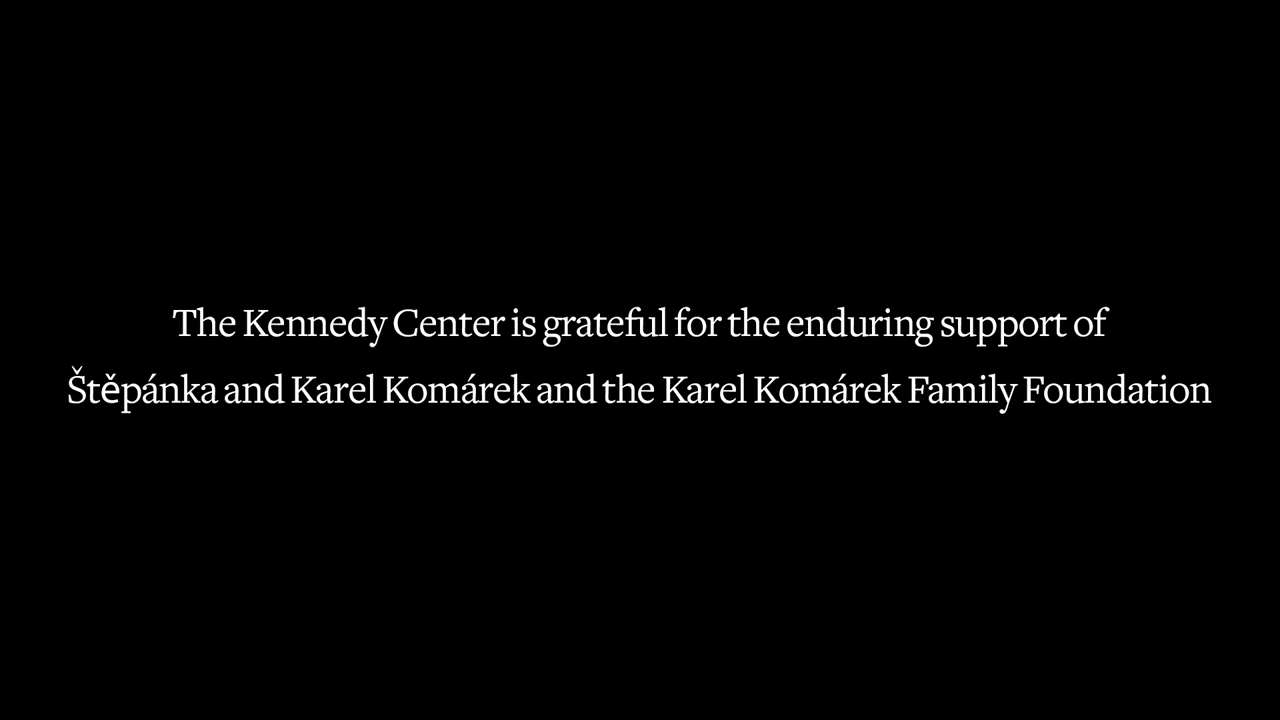 The Kennedy Center is grateful for the enduring support of
Štěpánka and Karel Komárek and the Karel Komárek Family Foundation